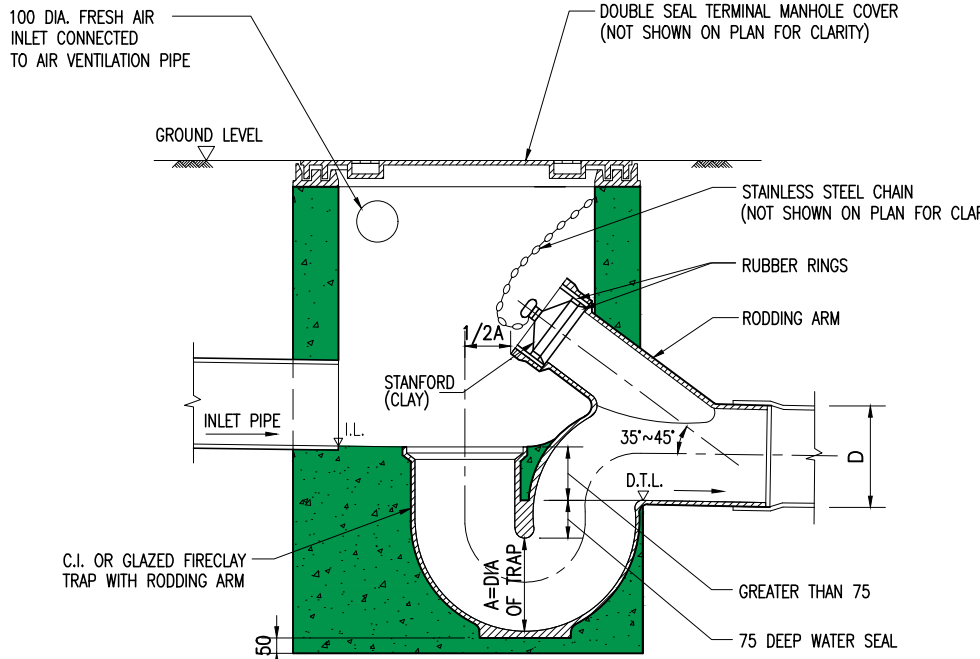 100 DIA. FRESH AIR
INLET CONNECTED
TO AIR VENTILATION PIPE
DOUBLE SEAL TERMINAL MANHOLE COVER
(NOT SHOWN ON PLAN FOR CLARITY)
GROUND LEVEL
STAINLESS STEEL CHAIN
(NOT SHOWN ON PLAN FOR CLAR
RUBBER RINGS
RODDING ARM
1/2A
STANFORD
(CLAY)
INLET PIPE
I.L.
35°~45°
D
D.T.L.
C.I. OR GLAZED FIRECLAY
TRAP WITH RODDING ARM
A=DIA
OF TRAP
GREATER THAN 75
75 DEEP WATER SEAL
50